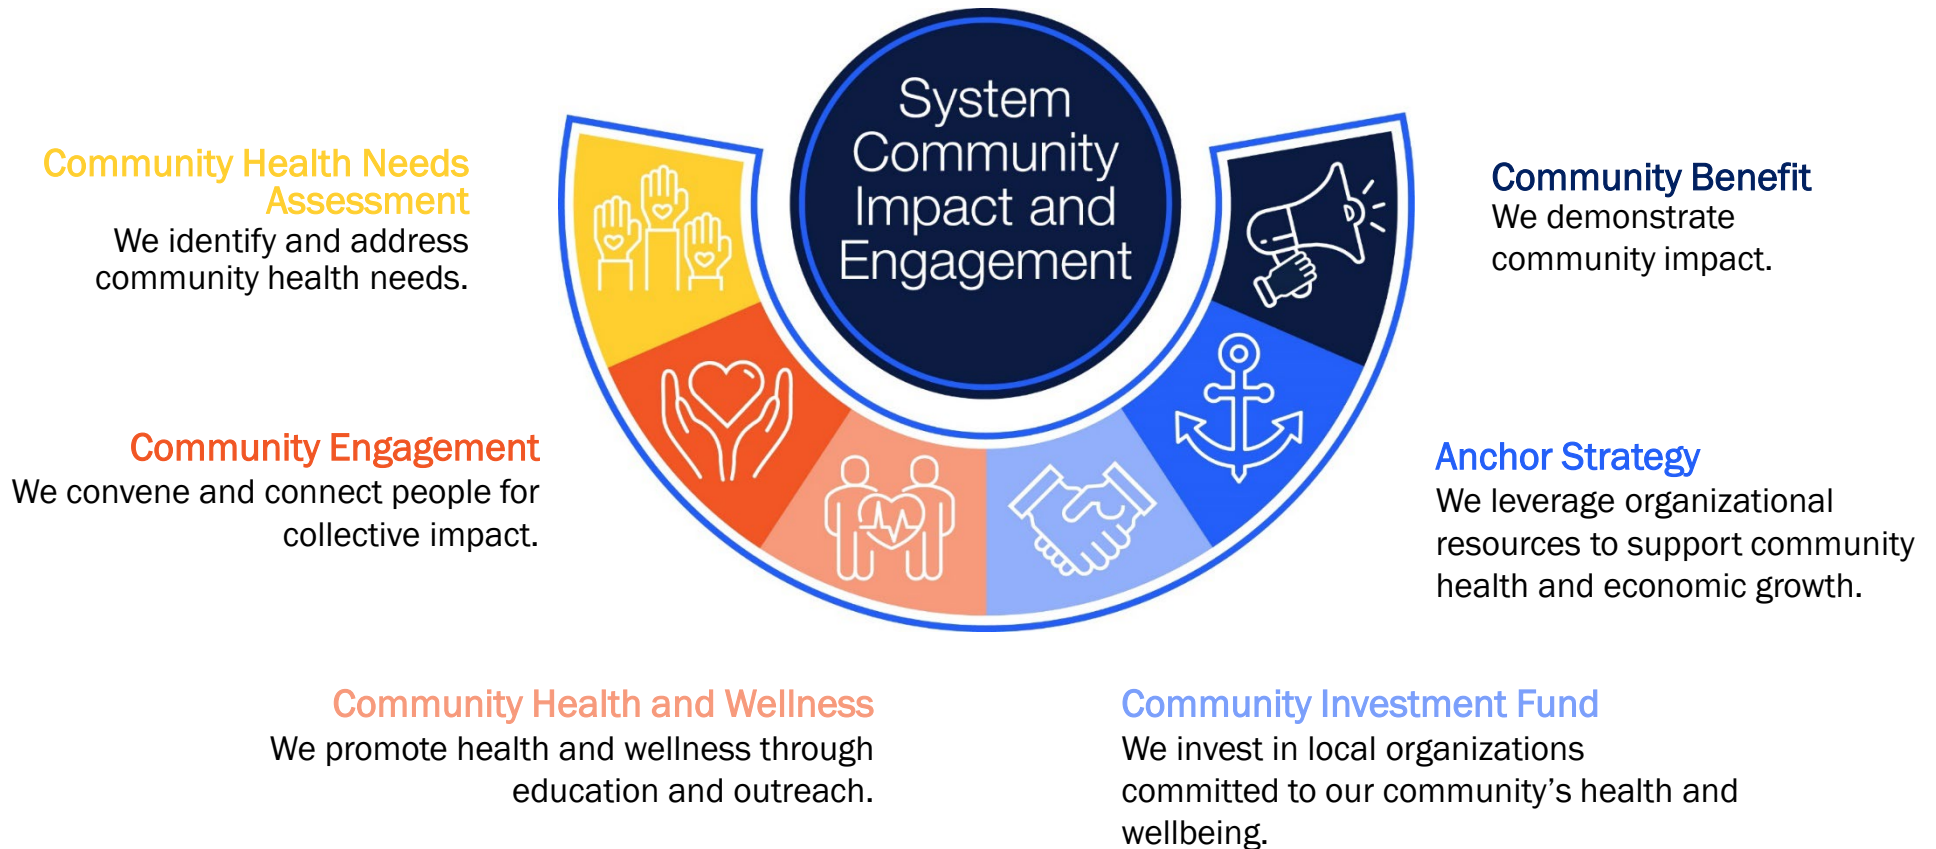 System
Community
Impact and
Engagement
Community Health Needs
Assessment
We identify and address
community health needs.
Community Engagement
We convene and connect people for
collective impact.
Community Health and Wellness
We promote health and wellness through
education and outreach.
Community Investment Fund
We invest in local organizations
committed to our community’s health and
wellbeing.
Anchor Strategy
We leverage organizational
resources to support community
health and economic growth.
Community Benefit
We demonstrate
community impact.